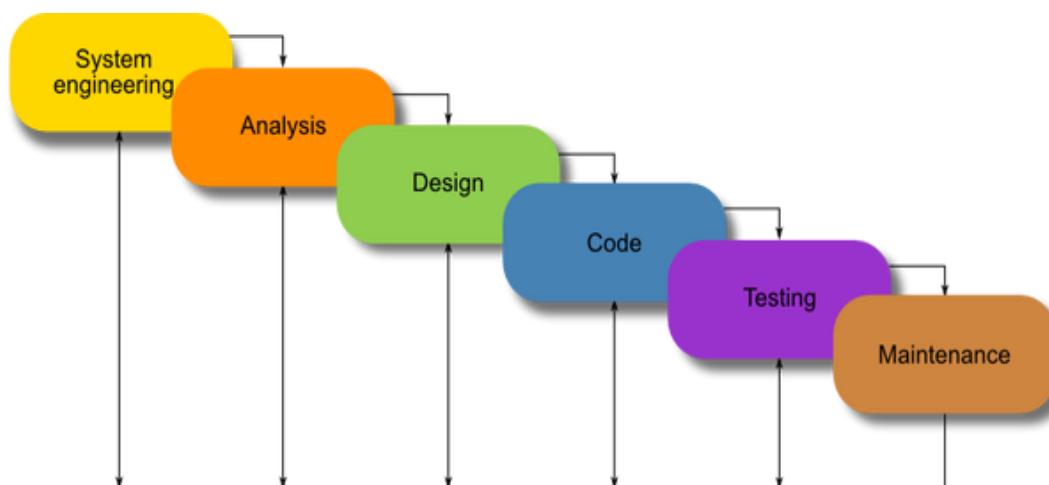 System
engineering
Analysis
Design
Code
Testing
Maintenance